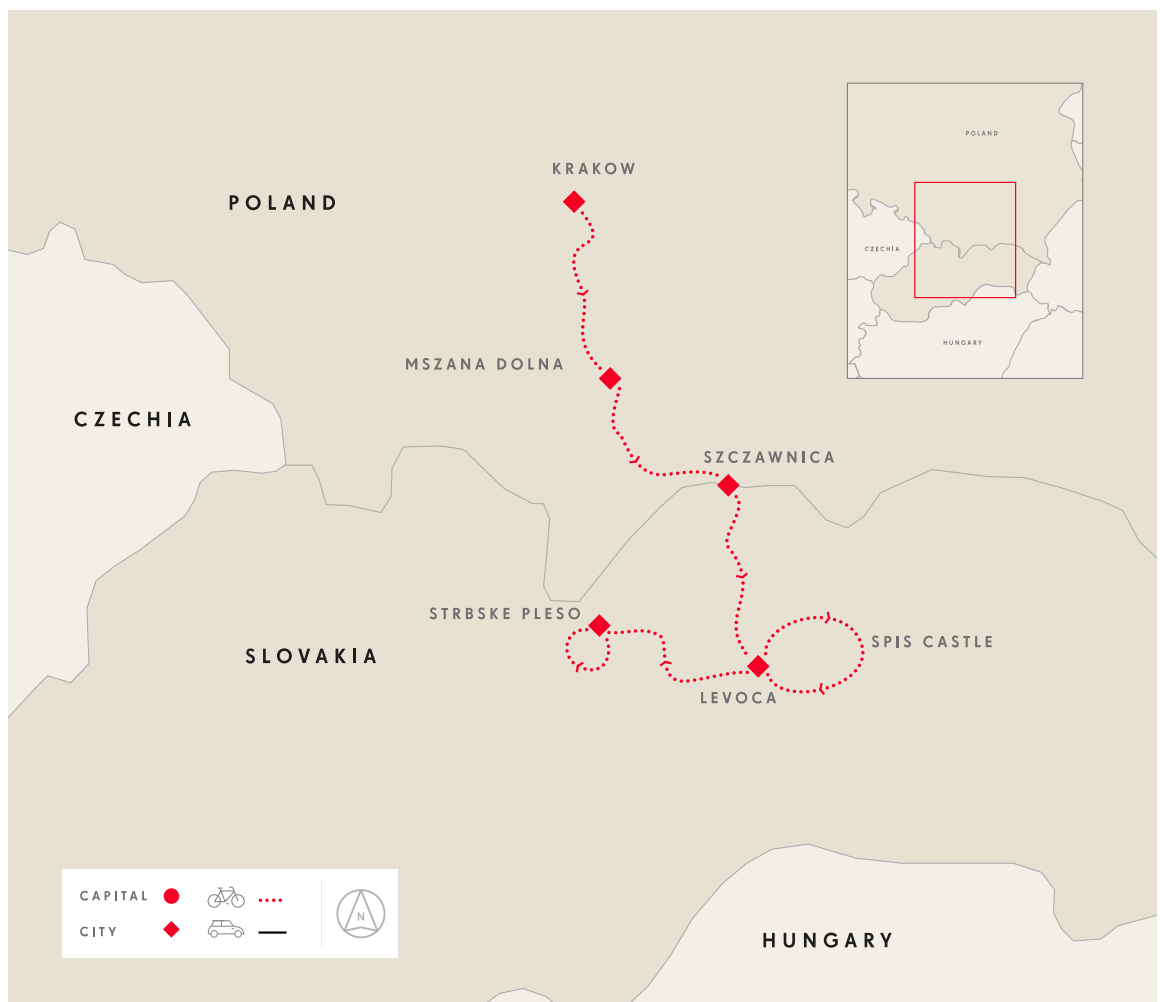 POLAND
KRAKOW
POLAND
CZECHIA
HUNGARY
MSZANA DOLNA
CZECHIA
SZCZAWNICA
STRBSKE PLESO
SPIS CASTLE
SLOVAKIA
LEVOCA
CAPITAL
CITY
N
HUNGARY